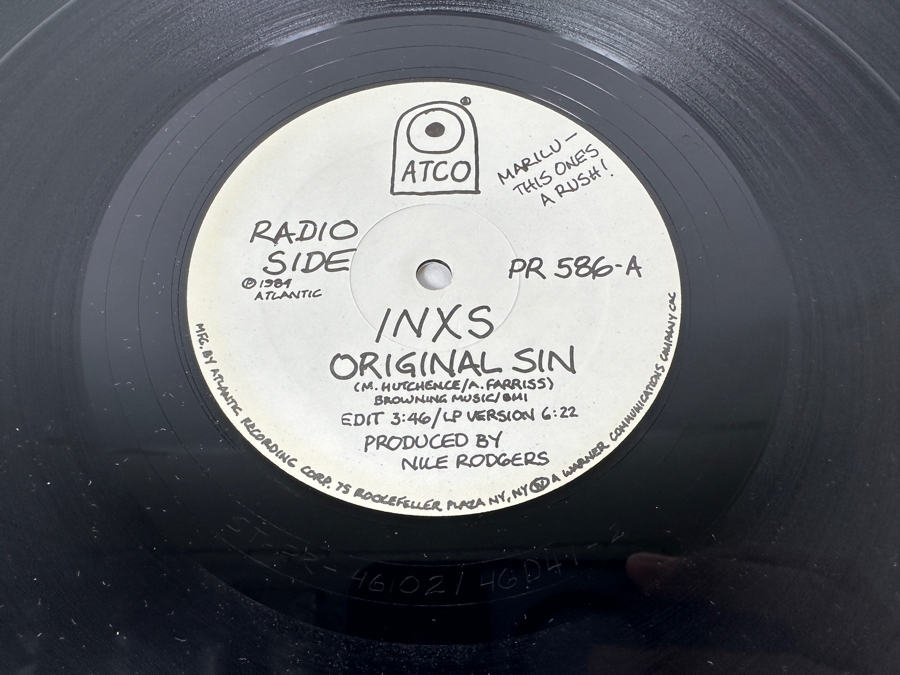 ®
ATCO
MARILU—
THIS ONE'S
A RUSH!
RADIO
SIDE
℗ 1984
ATLANTIC
PR 586-A
INXS
ORIGINAL SIN
(M. HUTCHENCE/A. FARRISS)
BROWNING MUSIC/BMI
EDIT 3:46/LP VERSION 6:22
PRODUCED BY
NILE RODGERS
MFG. BY ATLANTIC RECORDING CORP. 75 ROCKEFELLER PLAZA NY, NY A WARNER COMMUNICATIONS COMPANY
46102/